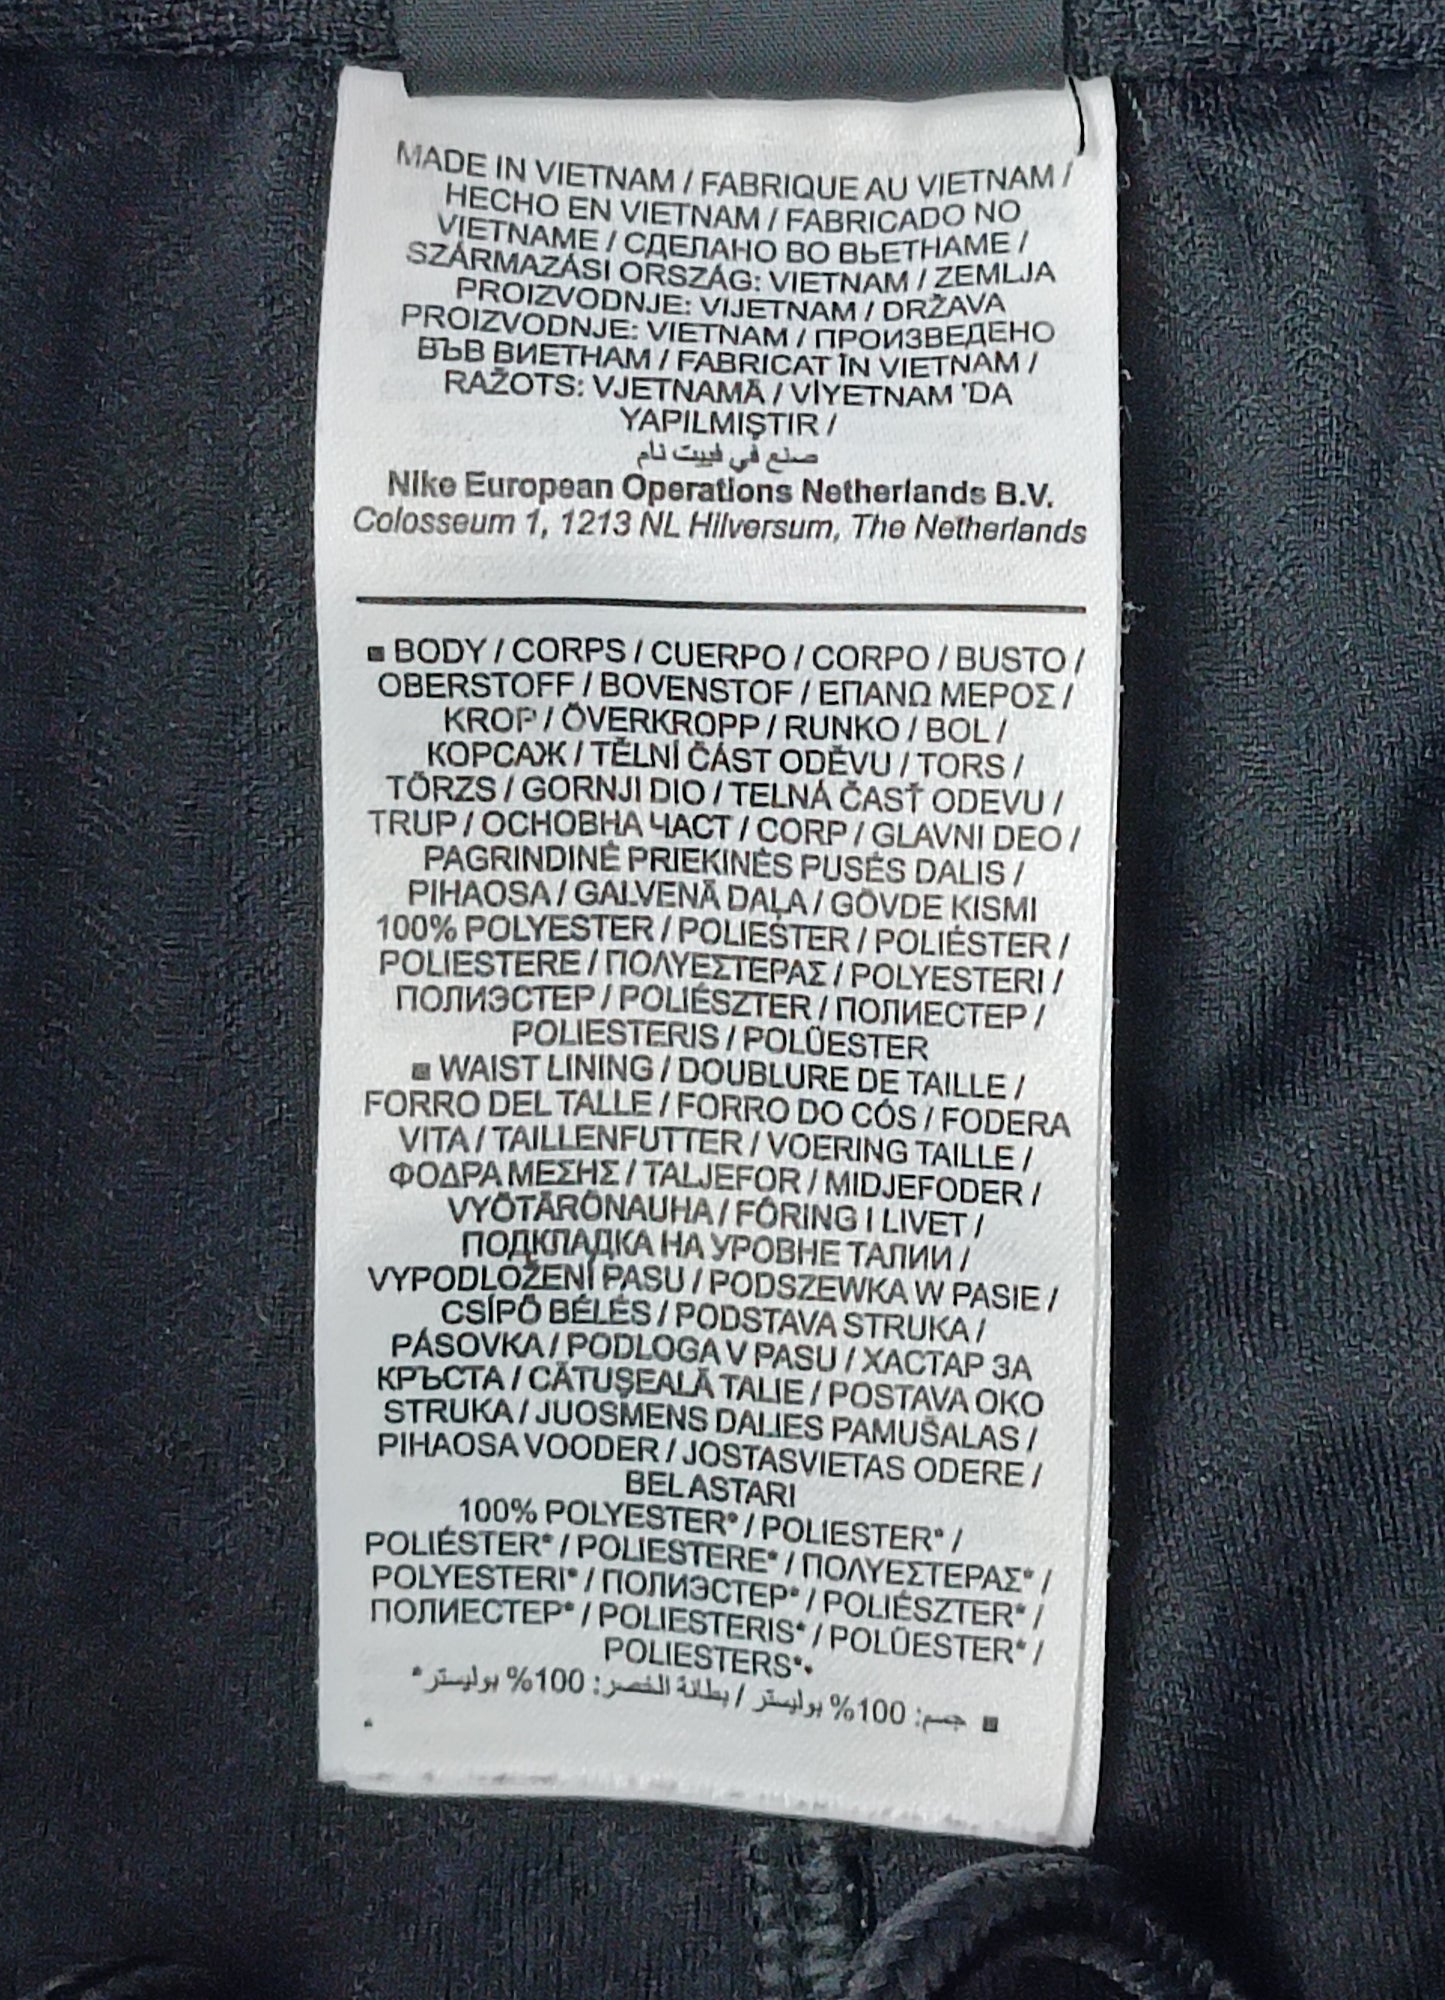 MADE IN VIETNAM / FABRIQUE AU VIETNAM /
HECHO EN VIETNAM / FABRICADO NO
VIETNAME / СДЕЛАНО ВО ВЬЕТНАМЕ /
SZÁRMAZÁSI ORSZÁG: VIETNAM / ZEMLJA
PROIZVODNJE: VIJETNAM / DRŽAVA
PROIZVODNJE: VIETNAM / ПРОИЗВЕДЕНО
ВЪВ ВИЕТНАМ / FABRICAT ÎN VIETNAM /
RAŽOTS: VJETNAMĀ / VİYETNAM 'DA
YAPILMIŞTIR /
صنع في فييت نام
Nike European Operations Netherlands B.V.
Colosseum 1, 1213 NL Hilversum, The Netherlands
▪ BODY / CORPS / CUERPO / CORPO / BUSTO /
OBERSTOFF / BOVENSTOF / ΕΠΑΝΩ ΜΕΡΟΣ /
KROP / ÖVERKROPP / RUNKO / BOL /
КОРСАЖ / TĚLNÍ ČÁST ODĚVU / TORS /
TÖRZS / GORNJI DIO / TELNÁ ČASŤ ODEVU /
TRUP / ОСНОВНА ЧАСТ / CORP / GLAVNI DEO /
PAGRINDINĖ PRIEKINĖS PUSĖS DALIS /
PIHAOSA / GALVENĀ DAĻA / GÖVDE KISMI
100% POLYESTER / POLIESTER / POLIÉSTER /
POLIESTERE / ΠΟΛΥΕΣΤΕΡΑΣ / POLYESTERI /
ПОЛИЭСТЕР / POLIÉSZTER / ПОЛИЕСТЕР /
POLIESTERIS / POLÜESTER
▪ WAIST LINING / DOUBLURE DE TAILLE /
FORRO DEL TALLE / FORRO DO CÓS / FODERA
VITA / TAILLENFUTTER / VOERING TAILLE /
ΦΟΔΡΑ ΜΕΣΗΣ / TALJEFOR / MIDJEFODER /
VYÖTÄRÖNAUHA / FÔRING I LIVET /
ПОДКЛАДКА НА УРОВНЕ ТАЛИИ /
VYPODLOŽENÍ PASU / PODSZEWKA W PASIE /
CSÍPŐ BÉLÉS / PODSTAVA STRUKA /
PÁSOVKA / PODLOGA V PASU / ХАСТАР ЗА
КРЪСТА / CĂTUŞEALĂ TALIE / POSTAVA OKO
STRUKA / JUOSMENS DALIES PAMUŠALAS /
PIHAOSA VOODER / JOSTASVIETAS ODERE /
BEL ASTARI
100% POLYESTER* / POLIESTER* /
POLIÉSTER* / POLIESTERE* / ΠΟΛΥΕΣΤΕΡΑΣ* /
POLYESTERI* / ПОЛИЭСТЕР* / POLIÉSZTER* /
ПОЛИЕСТЕР* / POLIESTERIS* / POLÜESTER* /
POLIESTERS*.
▪ جسم: 100% بوليستر / بطانة الخصر: 100% بوليستر*